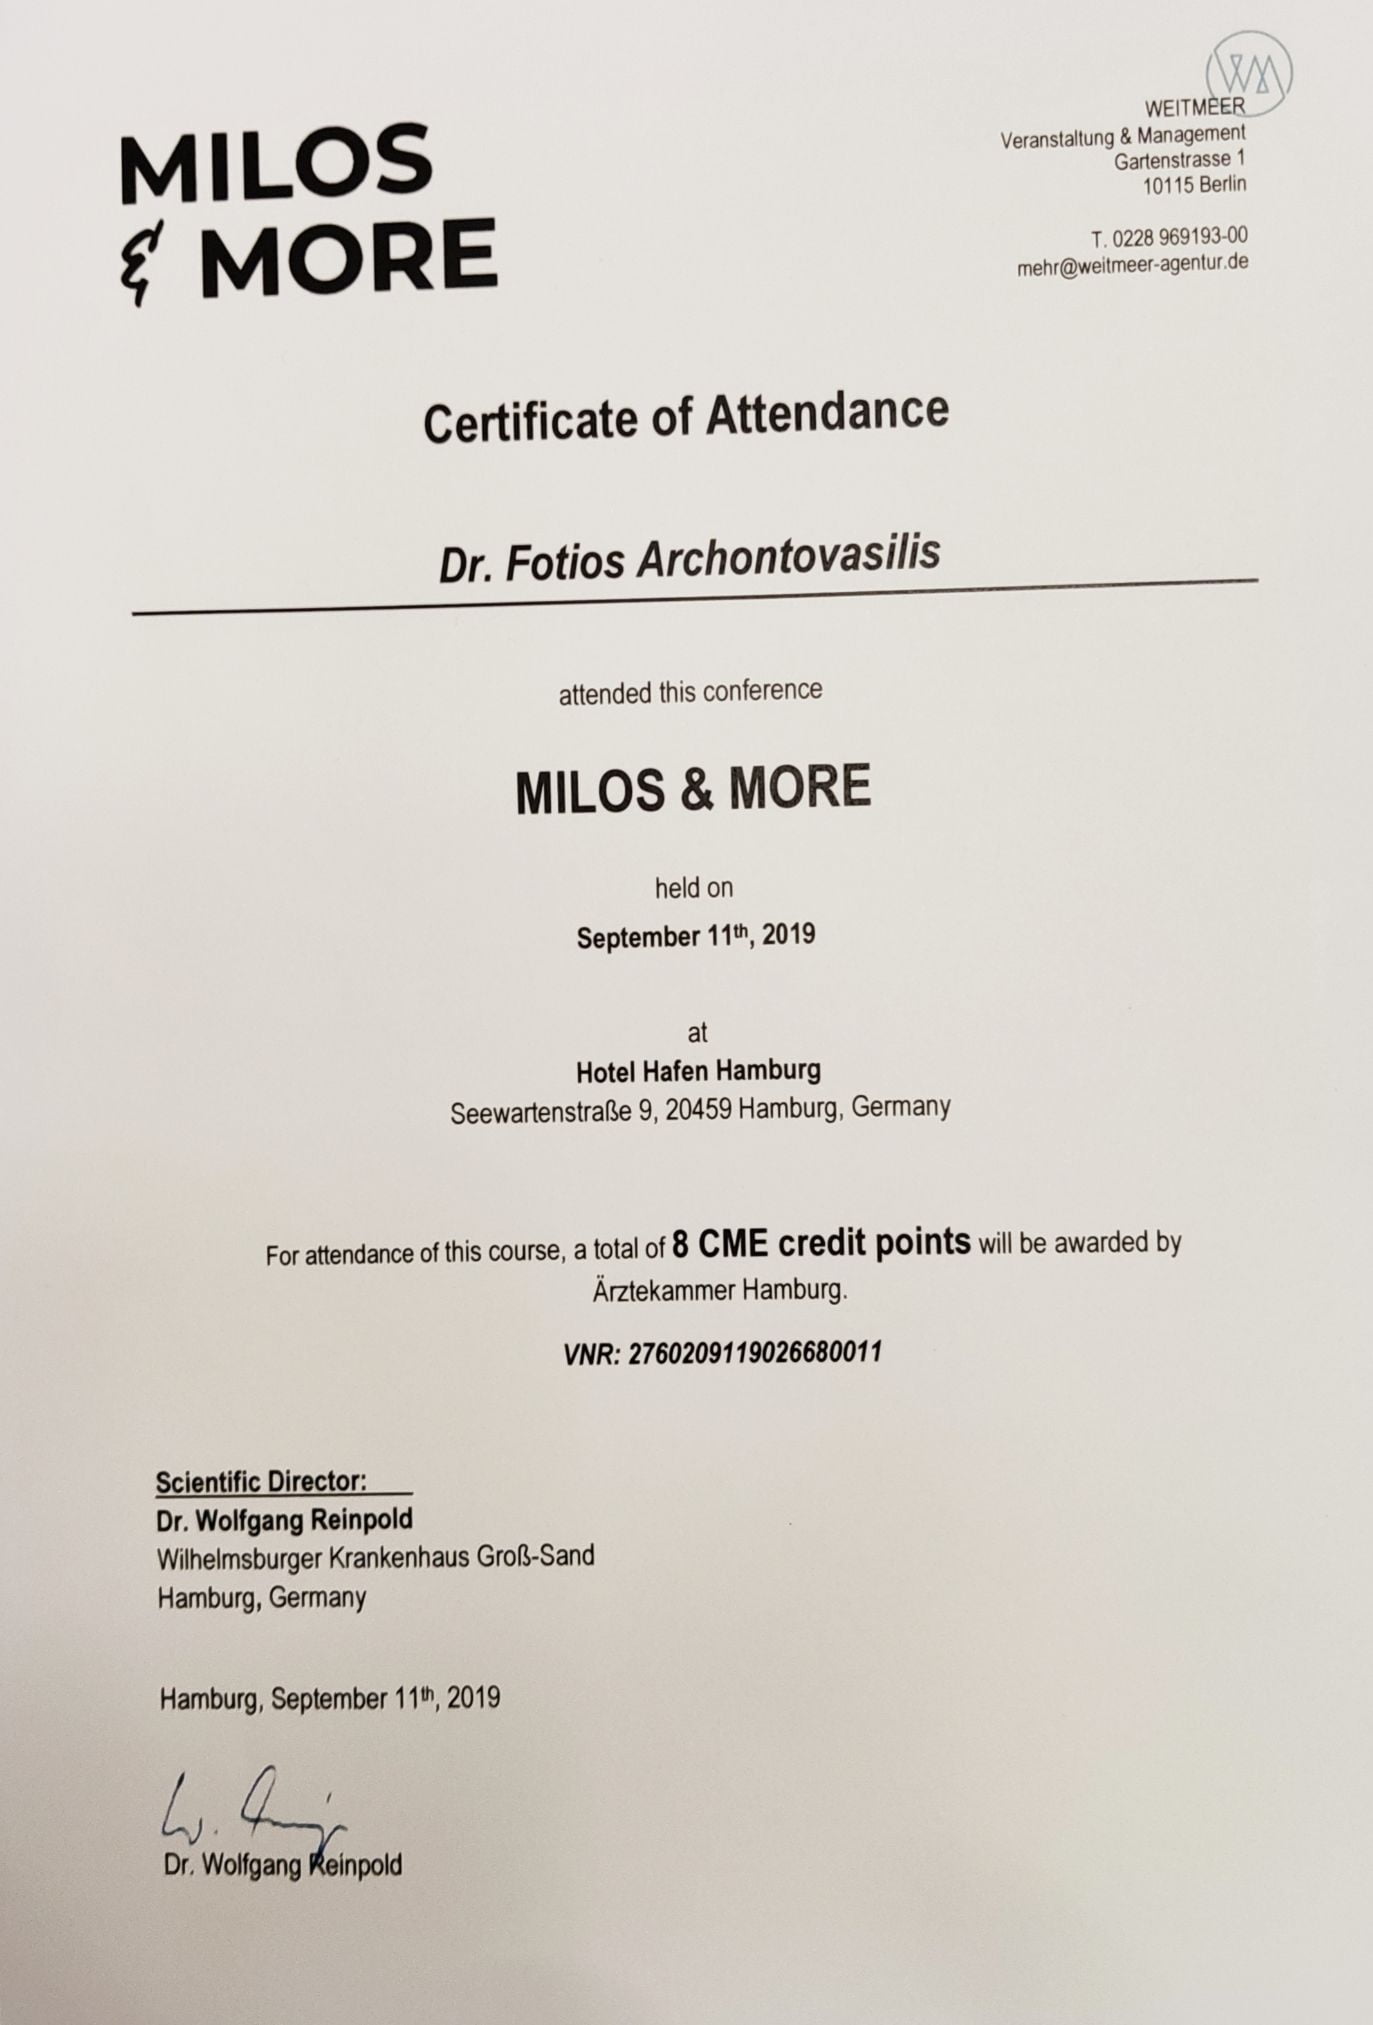 MILOS
& MORE
WM
WEITMEER
Veranstaltung & Management
Gartenstrasse 1
10115 Berlin
T. 0228 969193-00
mehr@weitmeer-agentur.de
Certificate of Attendance
Dr. Fotios Archontovasilis
attended this conference
MILOS & MORE
held on
September 11th, 2019
at
Hotel Hafen Hamburg
Seewartenstraße 9, 20459 Hamburg, Germany
For attendance of this course, a total of 8 CME credit points will be awarded by
Ärztekammer Hamburg.
VNR: 2760209119026680011
Scientific Director:
Dr. Wolfgang Reinpold
Wilhelmsburger Krankenhaus Groß-Sand
Hamburg, Germany
Hamburg, September 11th, 2019
Dr. Wolfgang Reinpold